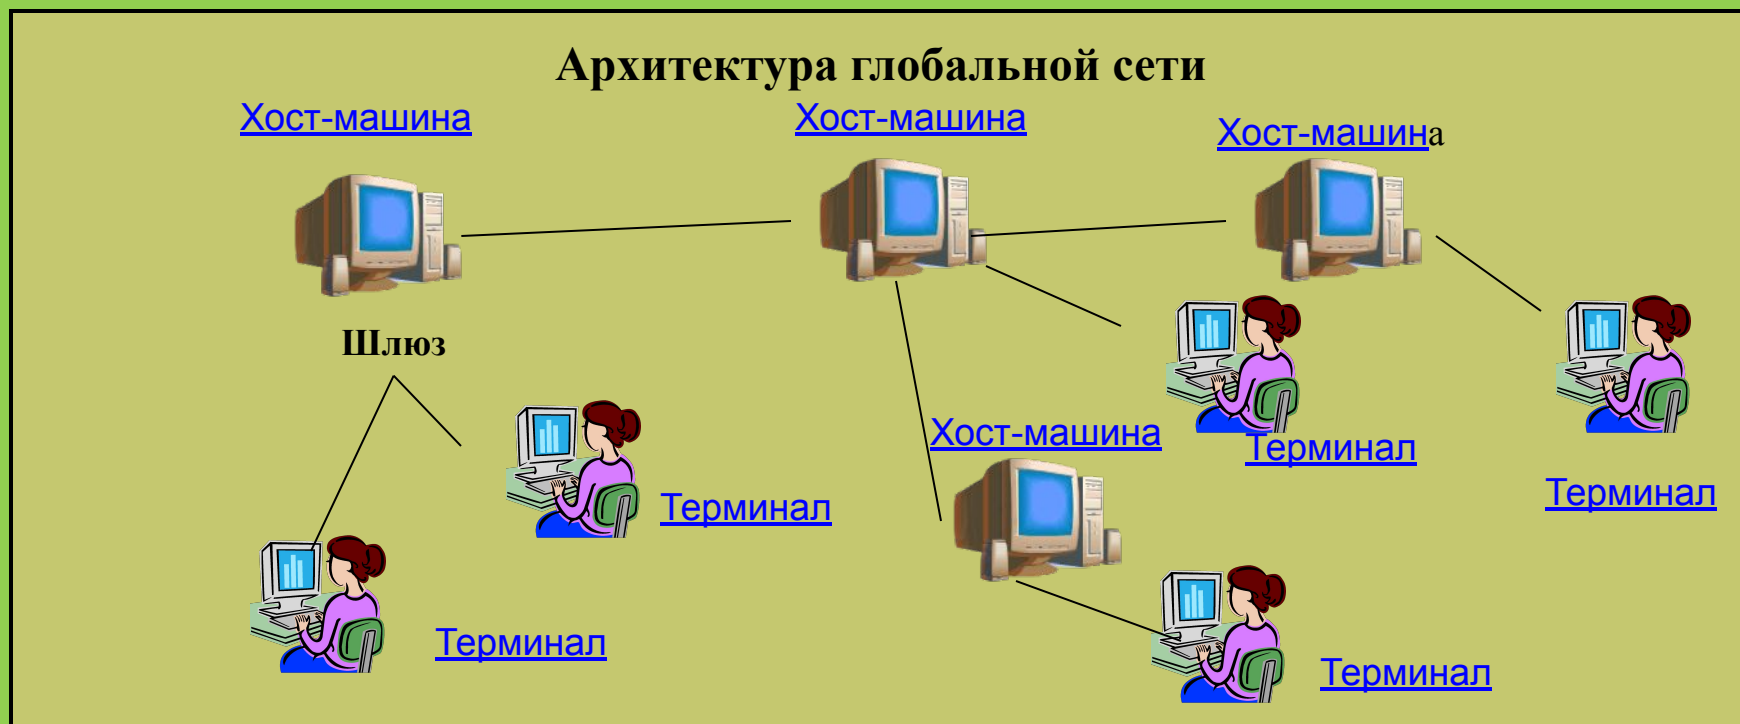 Архитектура глобальной сети
Хост-машина
Хост-машина
Хост-машина
Шлюз
Хост-машина
Терминал
Терминал
Терминал
Терминал
Терминал